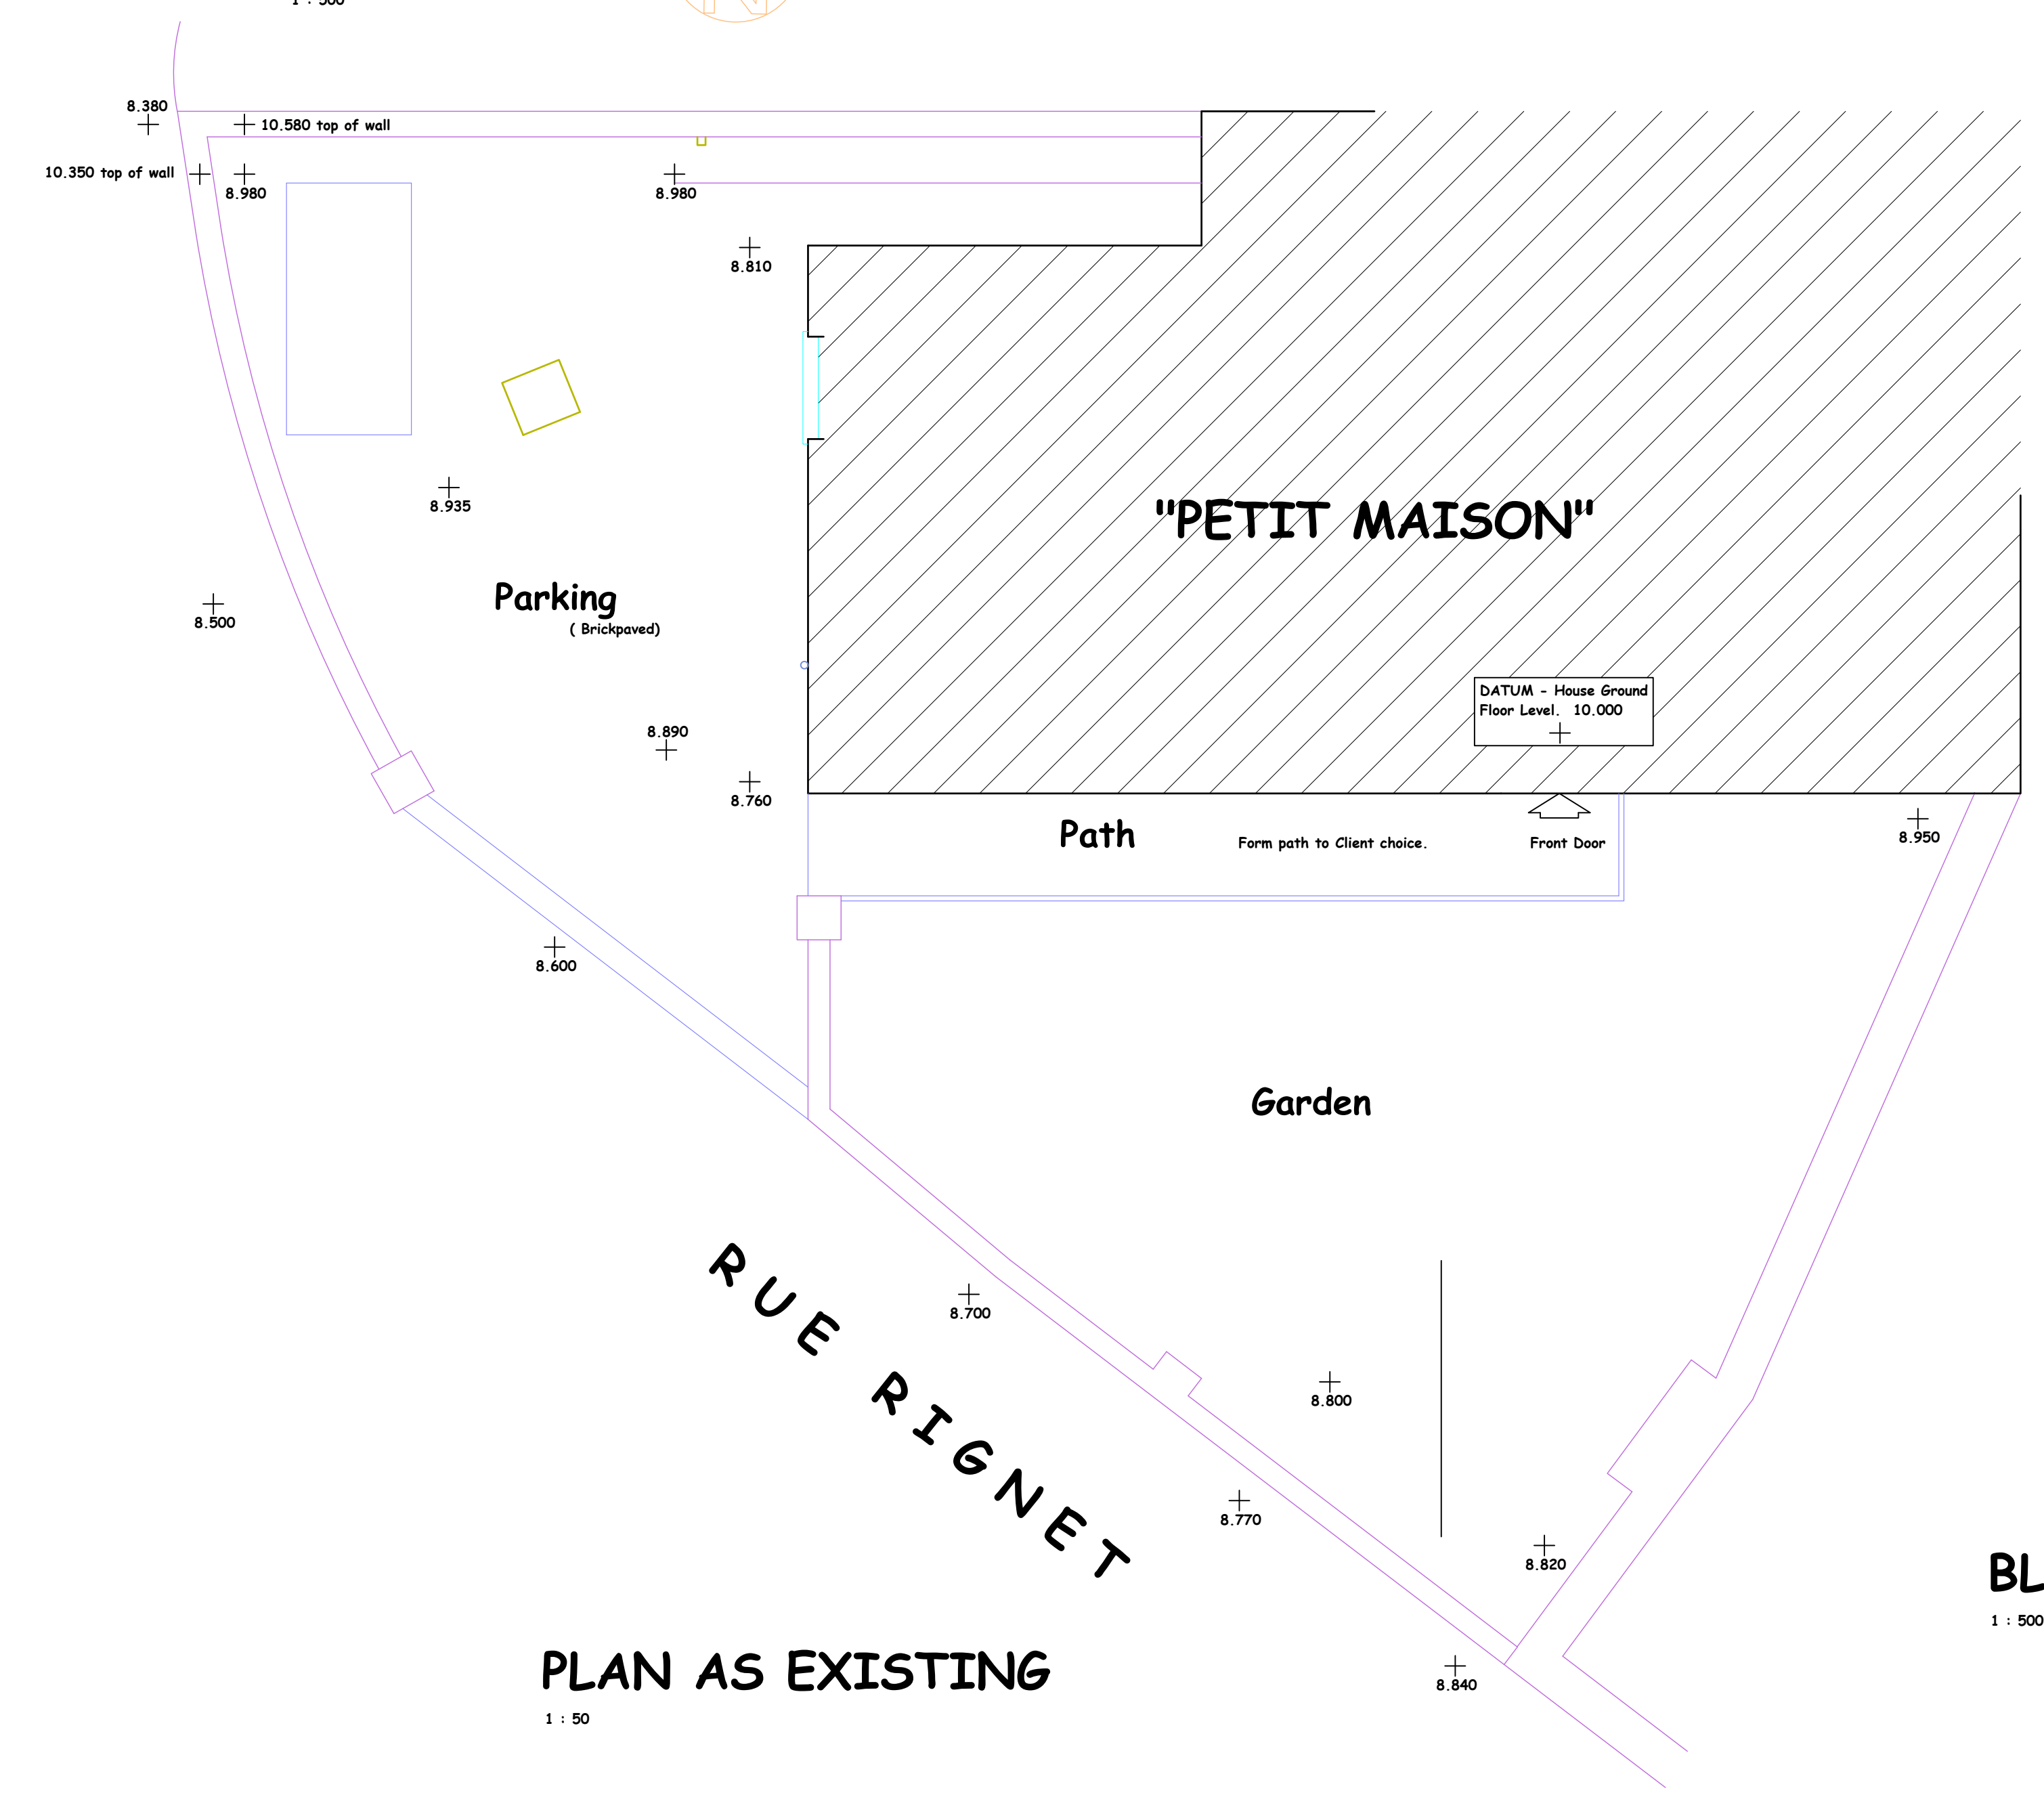 1 : 500
N
8.380
10.580 top of wall
10.350 top of wall
8.980
8.980
8.810
8.935
"PETIT MAISON"
Parking
( Brickpaved)
8.500
DATUM - House Ground
Floor Level. 10.000
8.890
8.760
Path
Form path to Client choice.
Front Door
8.950
8.600
Garden
RUE RIGNET
8.700
8.800
8.770
8.820
BL
1 : 500
PLAN AS EXISTING
8.840
1 : 50